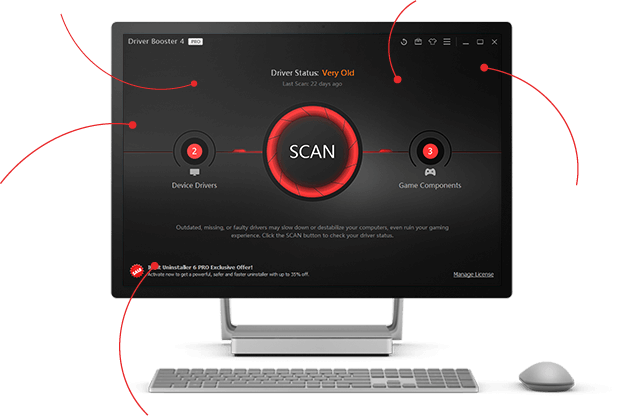 Driver Booster 4 PRO
Driver Status: Very Old
Last Scan: 22 days ago
SCAN
2
Device Drivers
3
Game Components
Outdated, missing, or faulty drivers may slow down or destabilize your computers, even ruin your gaming
experience. Click the SCAN button to check your driver status.
SALE
Uninstaller 6 PRO Exclusive Offer!
Activate now to get a powerful, safer and faster uninstaller with up to 35% off.
Manage License